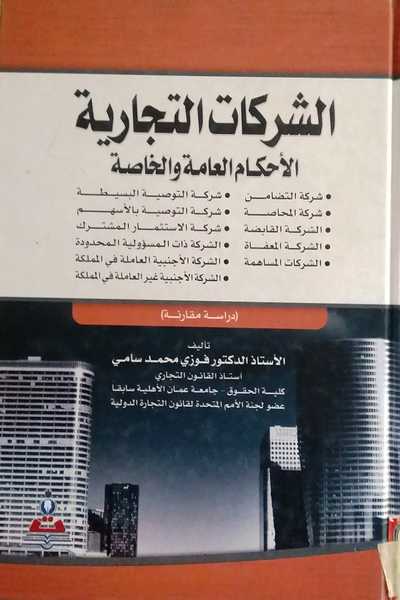 الشركات التجارية
الأحكام العامة والخاصة
• شركة التضامن
• شركة المحاصة
• الشركة القابضة
• الشركة المعفاة
• الشركات المساهمة
• شركة التوصية البسيطة
• شركة التوصية بالأسهم
• شركة الاستثمار المشترك
• الشركة ذات المسؤولية المحدودة
• الشركة الأجنبية العاملة في المملكة
• الشركة الأجنبية غير العاملة في المملكة
(دراسة مقارنة)
تأليف
الأستاذ الدكتور فوزي محمد سامي
أستاذ القانون التجاري
كلية الحقوق - جامعة عمان الأهلية سابقا
عضو لجنة الأمم المتحدة لقانون التجارة الدولية